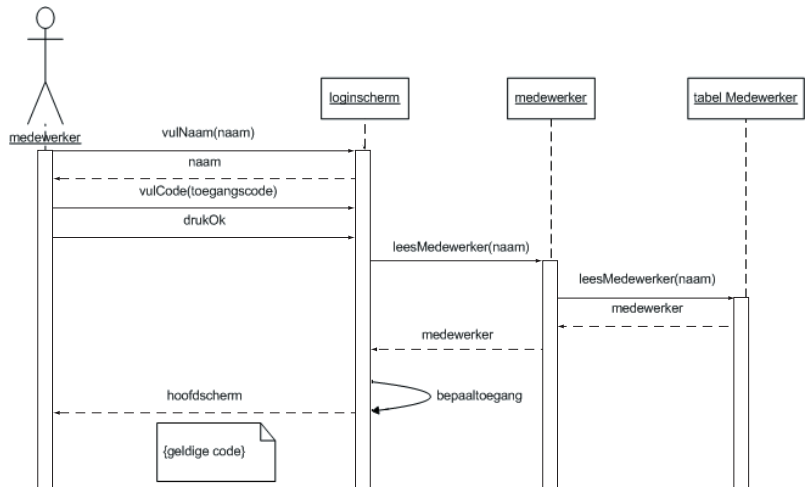 loginscherm
medewerker
tabel Medewerker
medewerker
vulNaam(naam)
naam
vulCode(toegangscode)
drukOk
leesMedewerker(naam)
leesMedewerker(naam)
medewerker
medewerker
hoofdscherm
bepaaltoegang
{geldige code}